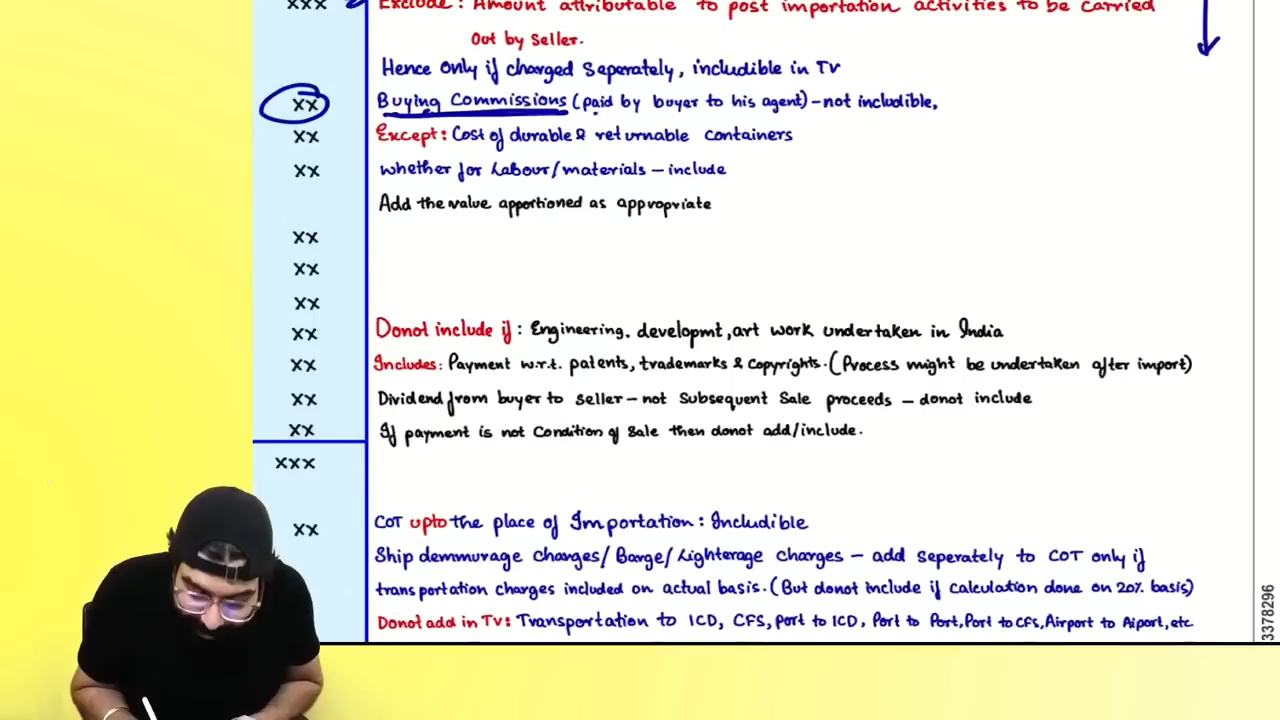 xxx Exclude: Amount attributable to post importation activities to be carried
Out by Seller.
Hence Only if charged Seperately, includible in TV
xx Buying Commissions (paid by buyer to his agent) - not includible,
xx Except: Cost of durable & returnable containers
xx whether for Labour/materials - include
Add the value apportioned as appropriate
xx
xx
xx
xx Donot include if: Engineering. developmt, art work undertaken in India
xx Includes: Payment w.r.t. patents, trademarks & Copyrights. (Process might be undertaken after import)
xx Dividend from buyer to seller - not Subsequent Sale proceeds - donot include
xx If payment is not Condition of Sale then donot add/include.
xxx
xx COT upto the place of Importation: Includible
Ship demmurage charges/ Barge/ Lighterage charges - add seperately to COT only if
transportation charges included on actual basis. (But donot include if calculation done on 20% basis)
Donot add in TV: Transportation to ICD, CFS, port to ICD, Port to Port, Port to CFS, Airport to Aiport, etc
3378296